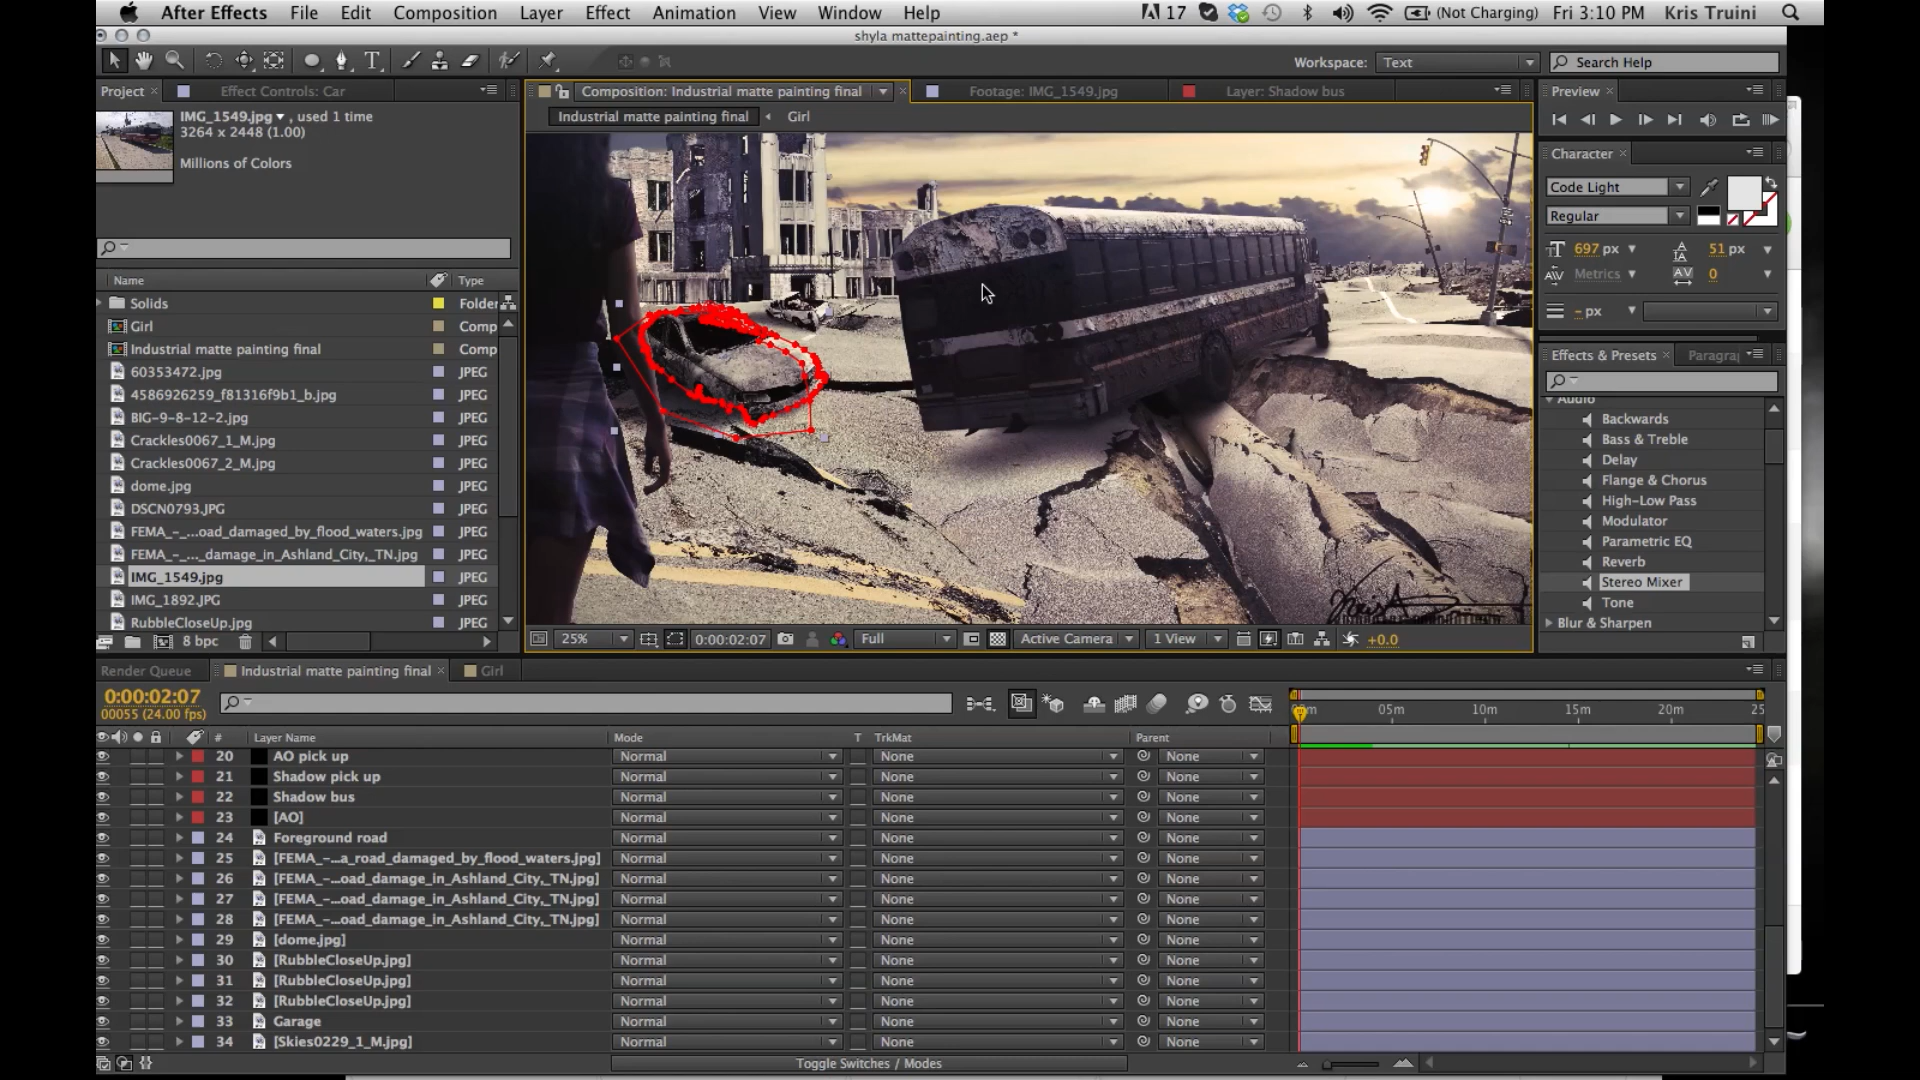 After Effects File Edit Composition Layer Effect Animation View Window Help 17 (Not Charging) Fri 3:10 PM Kris Truini
shyla mattepainting.aep *
Workspace: Text Search Help
Project Effect Controls: Car Composition: Industrial matte painting final Footage: IMG_1549.jpg Layer: Shadow bus Preview
IMG_1549.jpg , used 1 time
3264 x 2448 (1.00)
Millions of Colors
Industrial matte painting final Girl
Character
Code Light
Regular
697 px 51 px
Metrics 0
- px
Name Type
Solids Folder
Girl Comp
Industrial matte painting final Comp
60353472.jpg JPEG
4586926259_f81316f9b1_b.jpg JPEG
BIG-9-8-12-2.jpg JPEG
Crackles0067_1_M.jpg JPEG
Crackles0067_2_M.jpg JPEG
dome.jpg JPEG
DSCN0793.JPG JPEG
FEMA_-_...oad_damaged_by_flood_waters.jpg JPEG
FEMA_-_..._damage_in_Ashland_City,_TN.jpg JPEG
IMG_1549.jpg JPEG
IMG_1892.JPG JPEG
RubbleCloseUp.jpg JPEG
8 bpc
Effects & Presets Paragra
Audio
Backwards
Bass & Treble
Delay
Flange & Chorus
High-Low Pass
Modulator
Parametric EQ
Reverb
Stereo Mixer
Tone
Blur & Sharpen
25% 0:00:02:07 Full Active Camera 1 View +0.0
Render Queue Industrial matte painting final Girl
0:00:02:07
00055 (24.00 fps)
05m 10m 15m 20m 25
# Layer Name Mode T TrkMat Parent
20 AO pick up Normal None None
21 Shadow pick up Normal None None
22 Shadow bus Normal None None
23 [AO] Normal None None
24 Foreground road Normal None None
25 [FEMA_-...a_road_damaged_by_flood_waters.jpg] Normal None None
26 [FEMA_-...oad_damage_in_Ashland_City,_TN.jpg] Normal None None
27 [FEMA_-...oad_damage_in_Ashland_City,_TN.jpg] Normal None None
28 [FEMA_-...oad_damage_in_Ashland_City,_TN.jpg] Normal None None
29 [dome.jpg] Normal None None
30 [RubbleCloseUp.jpg] Normal None None
31 [RubbleCloseUp.jpg] Normal None None
32 [RubbleCloseUp.jpg] Normal None None
33 Garage Normal None None
34 [Skies0229_1_M.jpg] Normal None None
Toggle Switches / Modes